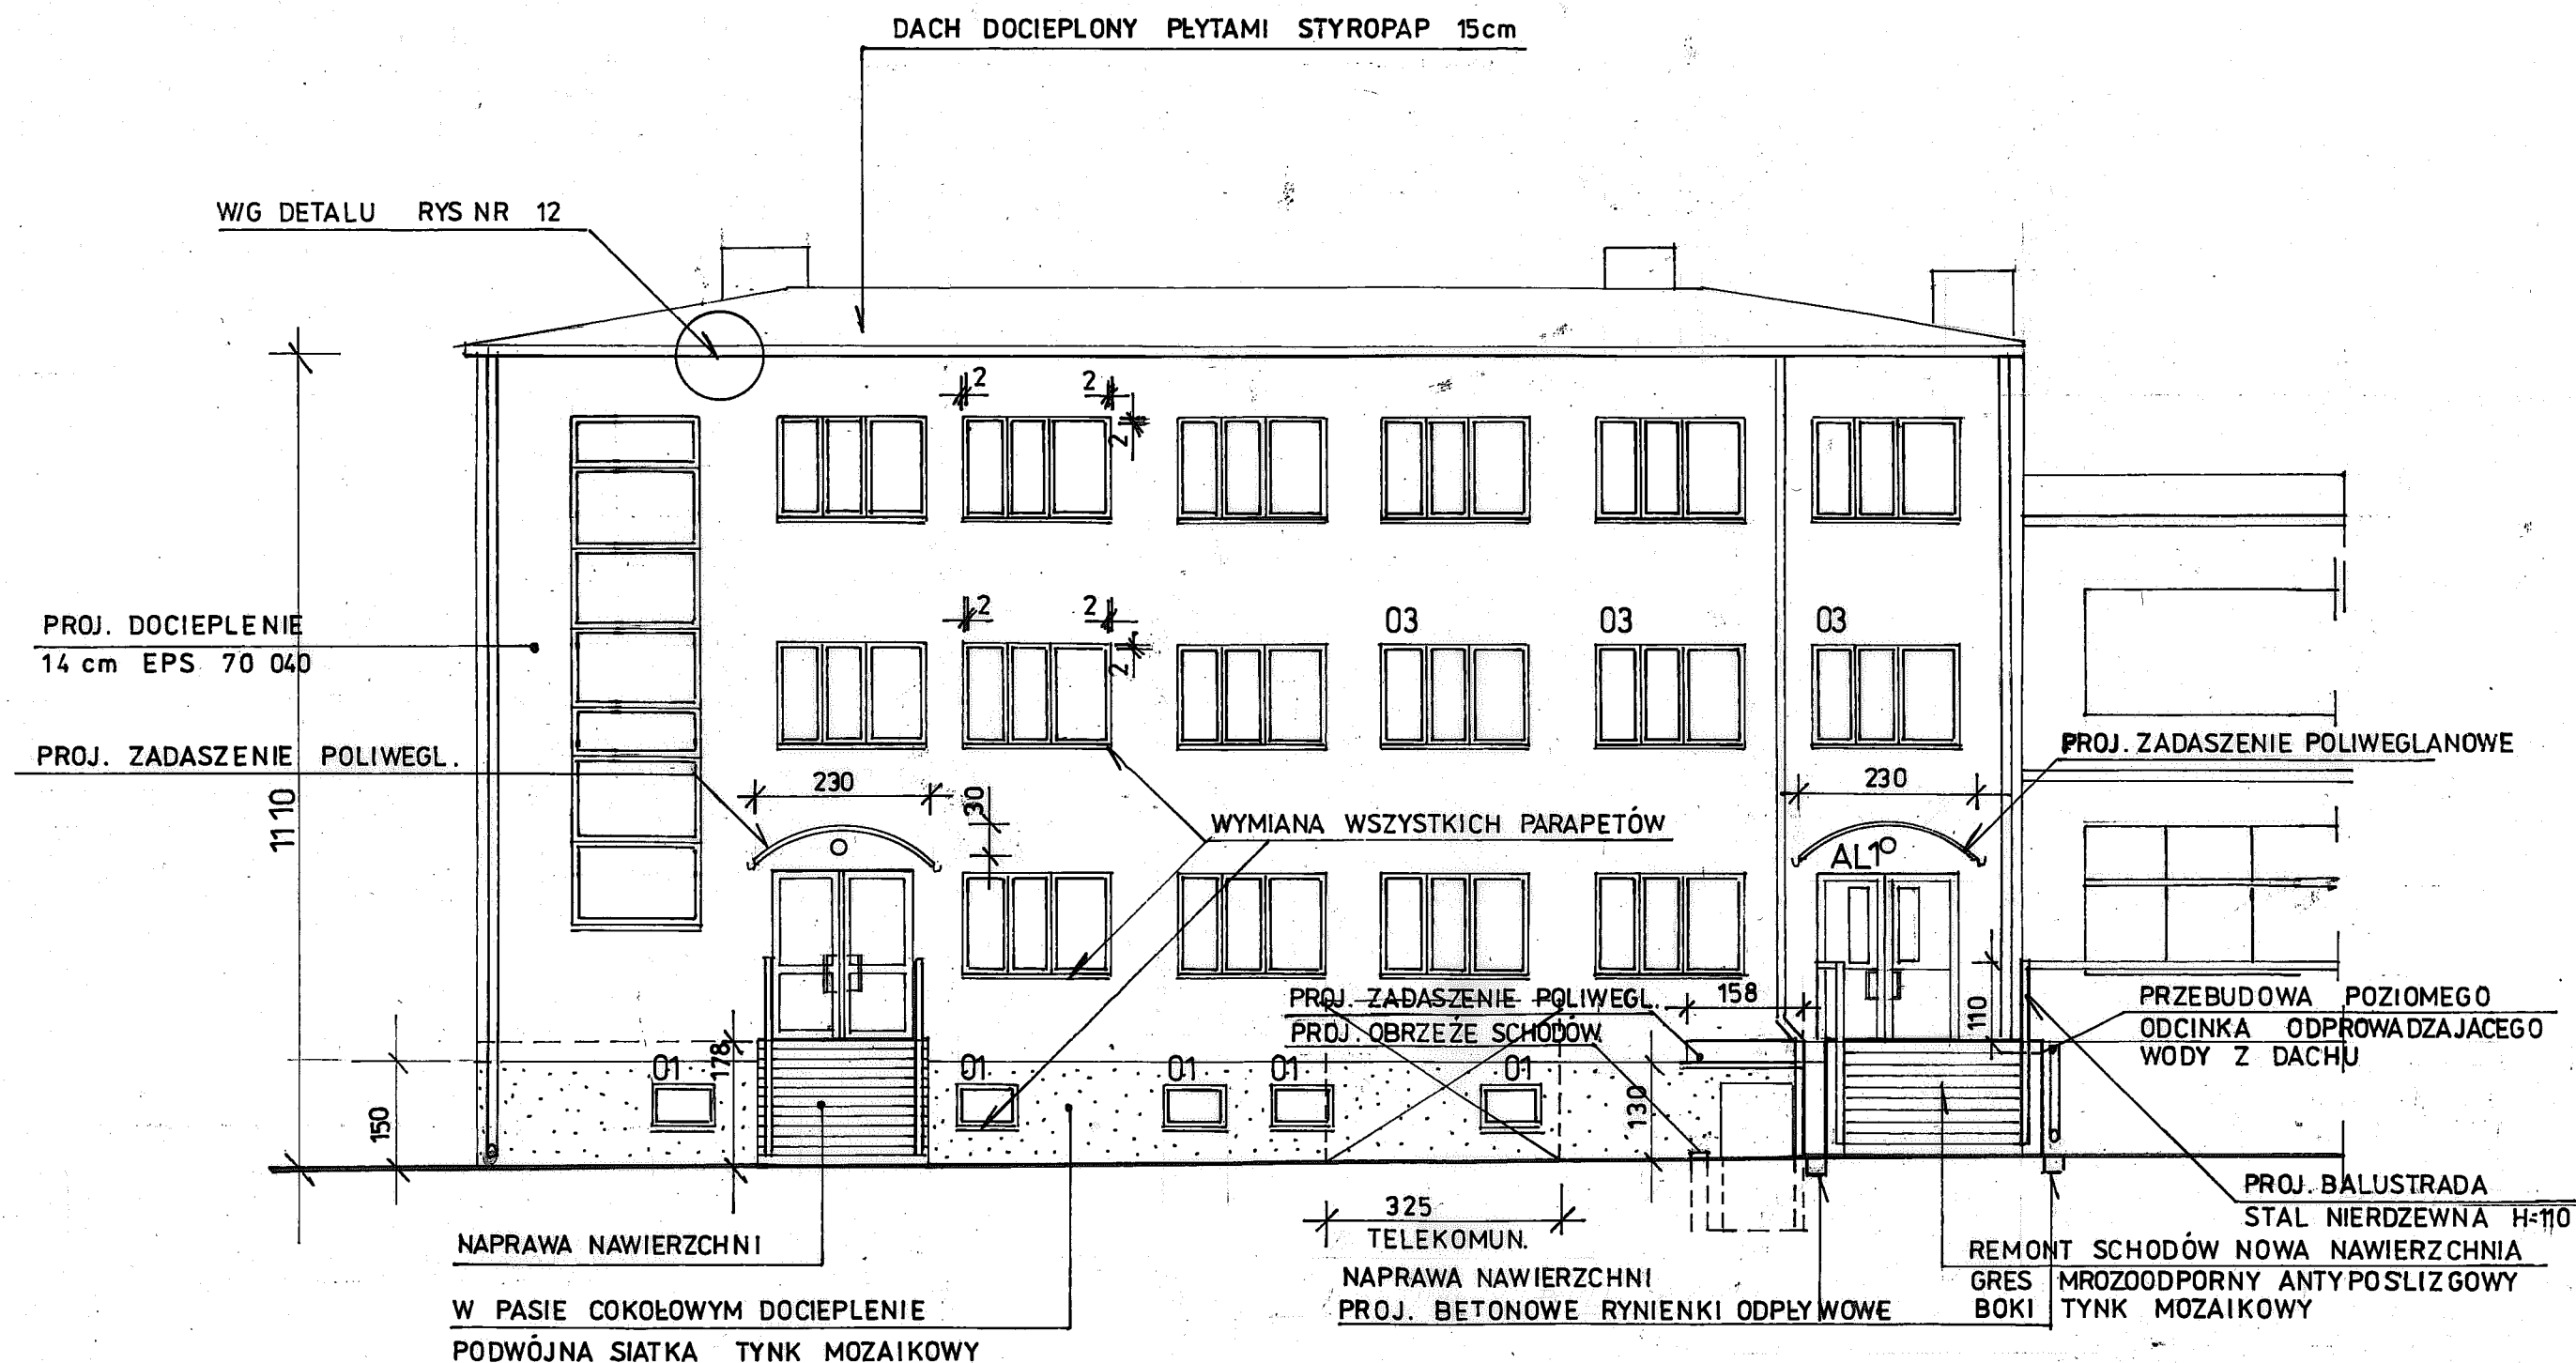 DACH DOCIEPLONY PŁYTAMI STYROPAP 15cm
W/G DETALU RYS NR 12
2 2
2
PROJ. DOCIEPLENIE
14 cm EPS 70 040
2 2
2
03 03 03
PROJ. ZADASZENIE POLIWEGL.
PROJ. ZADASZENIE POLIWEGLANOWE
1110
230
30
230
WYMIANA WSZYSTKICH PARAPETÓW
AL1
PROJ. ZADASZENIE POLIWEGL.
158
PROJ. OBRZEŻE SCHODÓW.
110
PRZEBUDOWA POZIOMEGO
ODCINKA ODPROWADZAJACEGO
WODY Z DACHU
01 178 01 01 01 01
150
130
PROJ. BALUSTRADA
STAL NIERDZEWNA H=110
325
TELEKOMUN.
NAPRAWA NAWIERZCHNI
REMONT SCHODÓW NOWA NAWIERZCHNIA
GRES MROZOODPORNY ANTYPOSLIZGOWY
BOKI TYNK MOZAIKOWY
NAPRAWA NAWIERZCHNI
PROJ. BETONOWE RYNIENKI ODPŁYWOWE
W PASIE COKOŁOWYM DOCIEPLENIE
PODWÓJNA SIATKA TYNK MOZAIKOWY